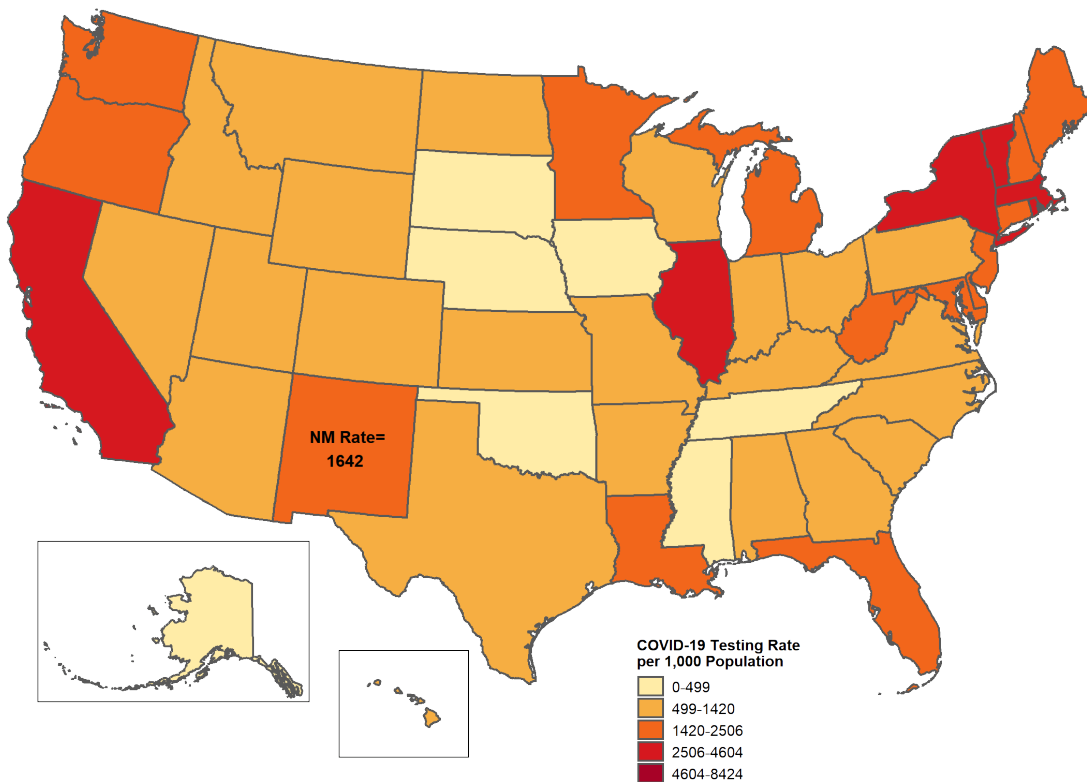 NM Rate=
1642
COVID-19 Testing Rate
per 1,000 Population
0-499
499-1420
1420-2506
2506-4604
4604-8424